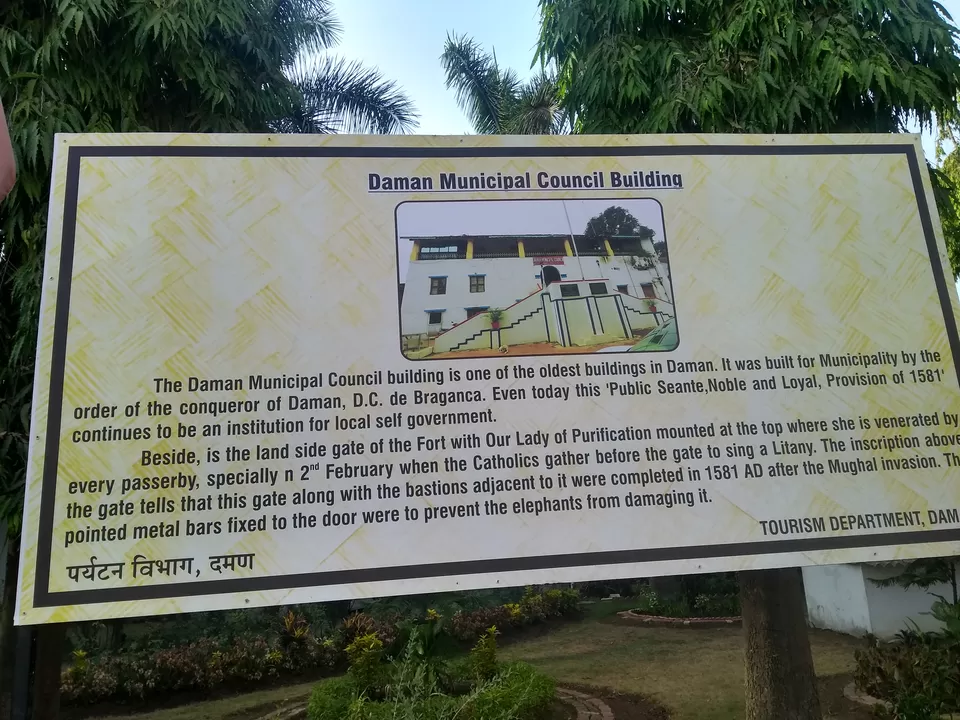 Daman Municipal Council Building
The Daman Municipal Council building is one of the oldest buildings in Daman. It was built for Municipality by the
order of the conqueror of Daman, D.C. de Braganca. Even today this 'Public Seante,Noble and Loyal, Provision of 1581'
continues to be an institution for local self government.
Beside, is the land side gate of the Fort with Our Lady of Purification mounted at the top where she is venerated by
every passerby, specially n 2nd February when the Catholics gather before the gate to sing a Litany. The inscription above
the gate tells that this gate along with the bastions adjacent to it were completed in 1581 AD after the Mughal invasion. Th
pointed metal bars fixed to the door were to prevent the elephants from damaging it.
TOURISM DEPARTMENT, DAM
पर्यटन विभाग, दमण